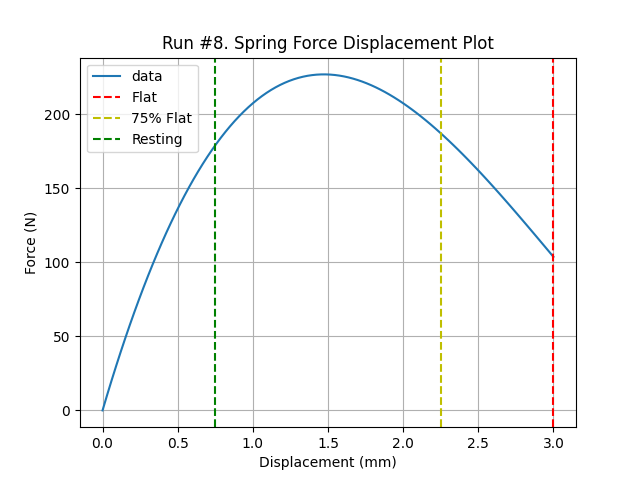 Run #8. Spring Force Displacement Plot
data
Flat
75% Flat
Resting
200
150
100
50
0
Force (N)
0.0 0.5 1.0 1.5 2.0 2.5 3.0
Displacement (mm)